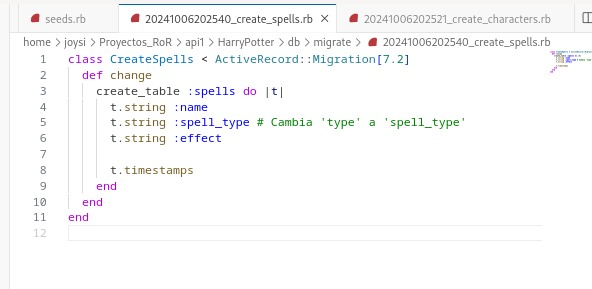 seeds.rb 20241006202540_create_spells.rb × 20241006202521_create_characters.rb
home > joysi > Proyectos_RoR > api1 > HarryPotter > db > migrate > 20241006202540_create_spells.rb
1 class CreateSpells < ActiveRecord::Migration[7.2]
2 def change
3 create_table :spells do |t|
4 t.string :name
5 t.string :spell_type # Cambia 'type' a 'spell_type'
6 t.string :effect
7
8 t.timestamps
9 end
10 end
11 end
12